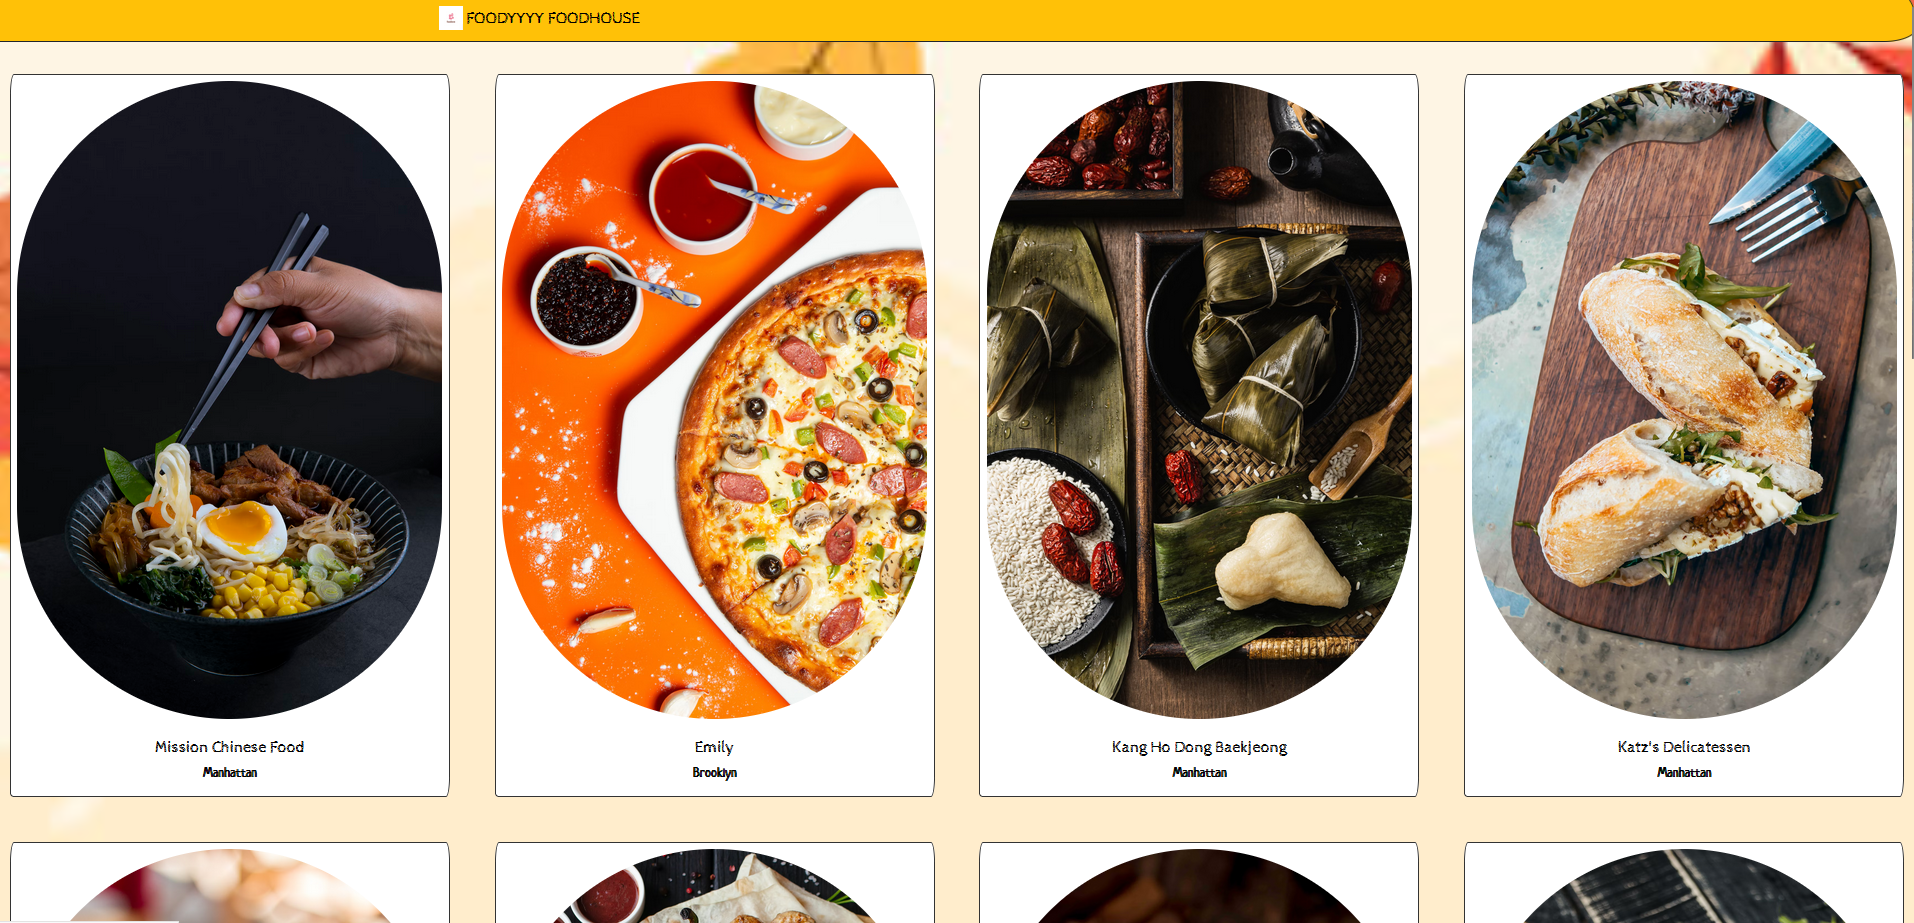 FOODYYYY FOODHOUSE
Mission Chinese Food
Manhattan
Emily
Brooklyn
Kang Ho Dong Baekjeong
Manhattan
Katz's Delicatessen
Manhattan